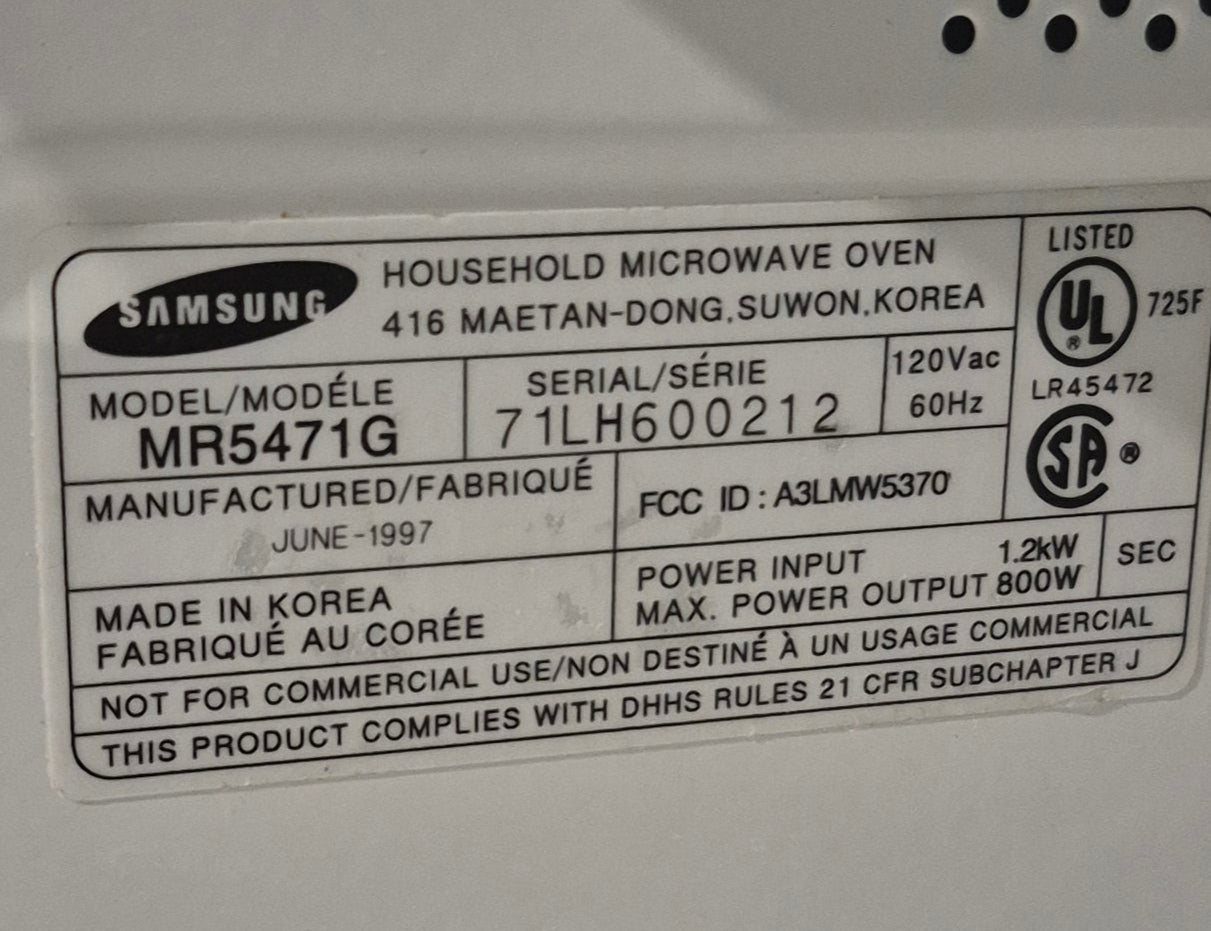 SAMSUNG
HOUSEHOLD MICROWAVE OVEN
416 MAETAN-DONG,SUWON,KOREA
LISTED
UL ® 725F
LR45472
SA ®
MODEL/MODÉLE
MR5471G
SERIAL/SÉRIE
71LH600212
120Vac
60Hz
MANUFACTURED/FABRIQUÉ
JUNE-1997
FCC ID : A3LMW5370
MADE IN KOREA
FABRIQUÉ AU CORÉE
POWER INPUT 1.2kW
MAX. POWER OUTPUT 800W
SEC
NOT FOR COMMERCIAL USE/NON DESTINÉ À UN USAGE COMMERCIAL
THIS PRODUCT COMPLIES WITH DHHS RULES 21 CFR SUBCHAPTER J